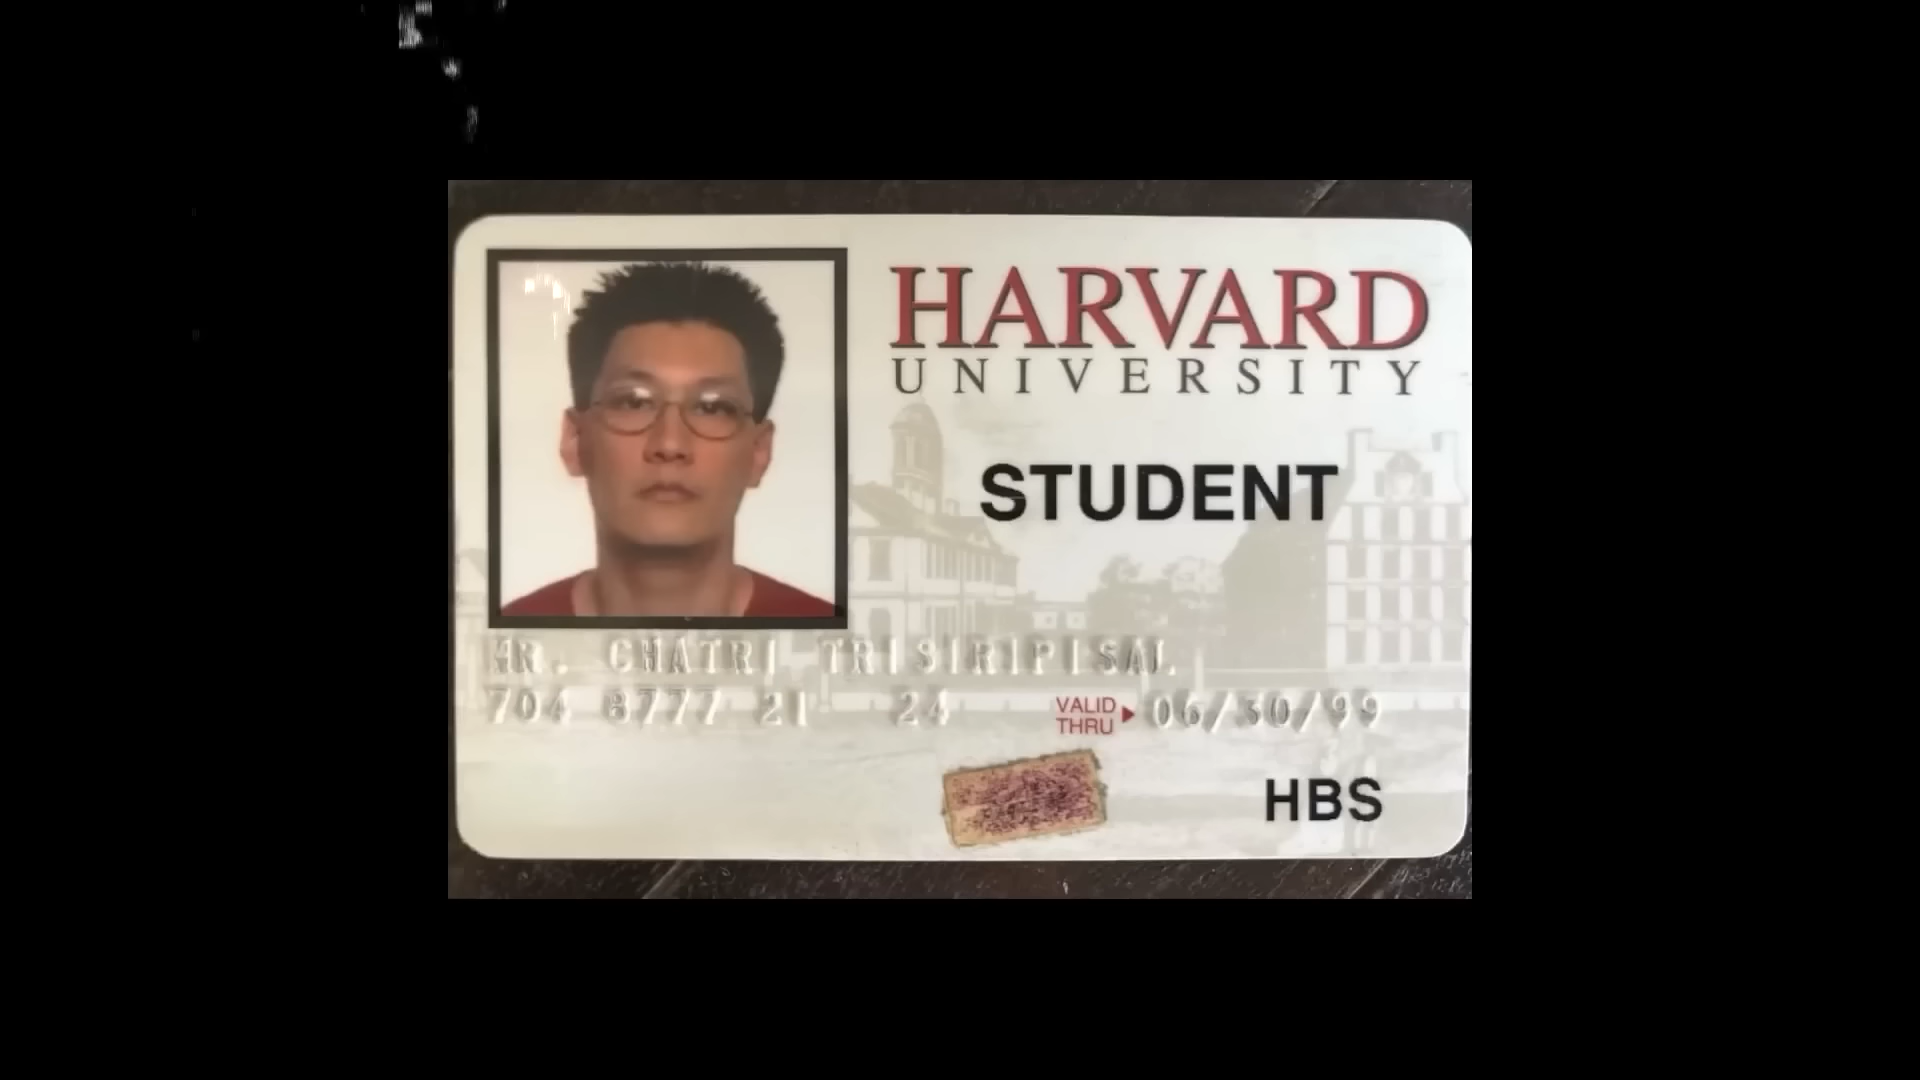 HARVARD
UNIVERSITY
STUDENT
MR. CHATRI TRISIRIPISAL
704 8777 21 24
VALID THRU 06/30/99
HBS